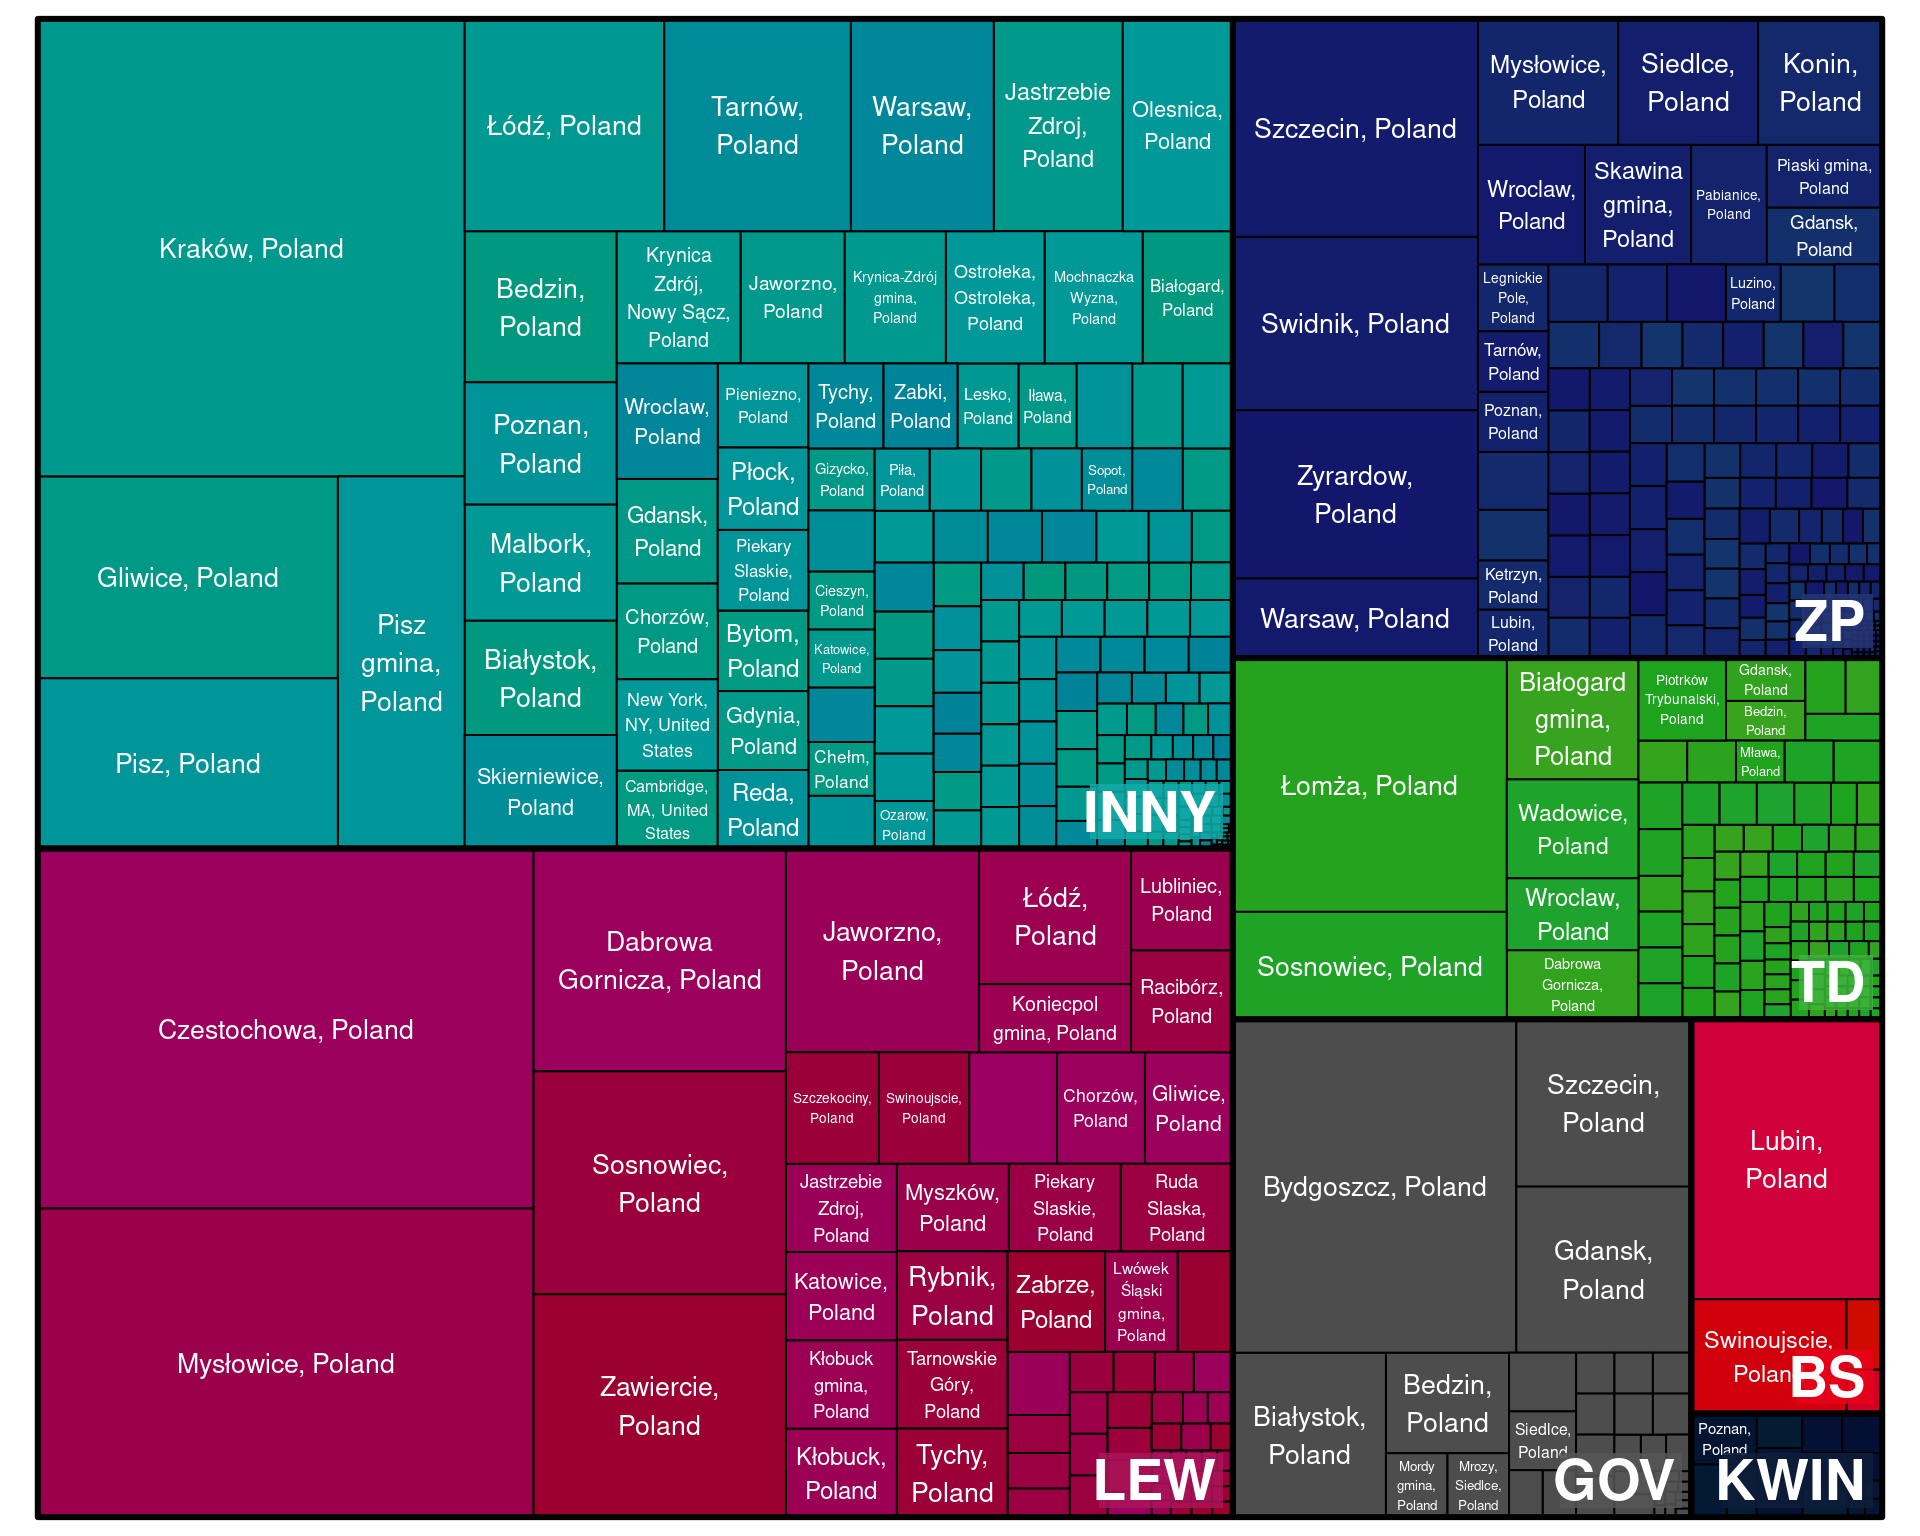 Kraków, Poland
Gliwice, Poland
Pisz, Poland
Pisz
gmina,
Poland
Łódź, Poland
Tarnów,
Poland
Warsaw,
Poland
Jastrzebie
Zdroj,
Poland
Olesnica,
Poland
Bedzin,
Poland
Poznan,
Poland
Malbork,
Poland
Białystok,
Poland
Skierniewice,
Poland
Krynica
Zdrój,
Nowy Sącz,
Poland
Jaworzno,
Poland
Krynica-Zdrój
gmina,
Poland
Ostrołeka,
Ostroleka,
Poland
Mochnaczka
Wyzna,
Poland
Białogard,
Poland
Wroclaw,
Poland
Gdansk,
Poland
Chorzów,
Poland
New York,
NY, United
States
Cambridge,
MA, United
States
Pieniezno,
Poland
Płock,
Poland
Piekary
Slaskie,
Poland
Bytom,
Poland
Gdynia,
Poland
Reda,
Poland
Tychy,
Poland
Zabki,
Poland
Lesko,
Poland
Iława,
Poland
Gizycko,
Poland
Piła,
Poland
Sopot,
Poland
Cieszyn,
Poland
Katowice,
Poland
Chełm,
Poland
Ozarow,
Poland
INNY
Czestochowa, Poland
Mysłowice, Poland
Dabrowa
Gornicza, Poland
Sosnowiec,
Poland
Zawiercie,
Poland
Jaworzno,
Poland
Łódź,
Poland
Koniecpol
gmina, Poland
Lubliniec,
Poland
Racibórz,
Poland
Szczekociny,
Poland
Swinoujscie,
Poland
Chorzów,
Poland
Gliwice,
Poland
Jastrzebie
Zdroj,
Poland
Katowice,
Poland
Kłobuck
gmina,
Poland
Kłobuck,
Poland
Myszków,
Poland
Piekary
Slaskie,
Poland
Ruda
Slaska,
Poland
Rybnik,
Poland
Tarnowskie
Góry,
Poland
Tychy,
Poland
Zabrze,
Poland
Lwówek
Śląski
gmina,
Poland
LEW
Szczecin, Poland
Swidnik, Poland
Zyrardow,
Poland
Warsaw, Poland
Mysłowice,
Poland
Siedlce,
Poland
Konin,
Poland
Wroclaw,
Poland
Skawina
gmina,
Poland
Pabianice,
Poland
Piaski gmina,
Poland
Gdansk,
Poland
Legnickie
Pole,
Poland
Tarnów,
Poland
Poznan,
Poland
Ketrzyn,
Poland
Lubin,
Poland
Luzino,
Poland
ZP
Łomża, Poland
Sosnowiec, Poland
Białogard
gmina,
Poland
Wadowice,
Poland
Wroclaw,
Poland
Dabrowa
Gornicza,
Poland
Piotrków
Trybunalski,
Poland
Gdansk,
Poland
Bedzin,
Poland
Mława,
Poland
TD
Bydgoszcz, Poland
Szczecin,
Poland
Gdansk,
Poland
Białystok,
Poland
Bedzin,
Poland
Mordy
gmina,
Poland
Mrozy,
Siedlce,
Poland
Siedlce,
Poland
GOV
Lubin,
Poland
Swinoujscie,
Poland
BS
Poznan,
Poland
KWIN